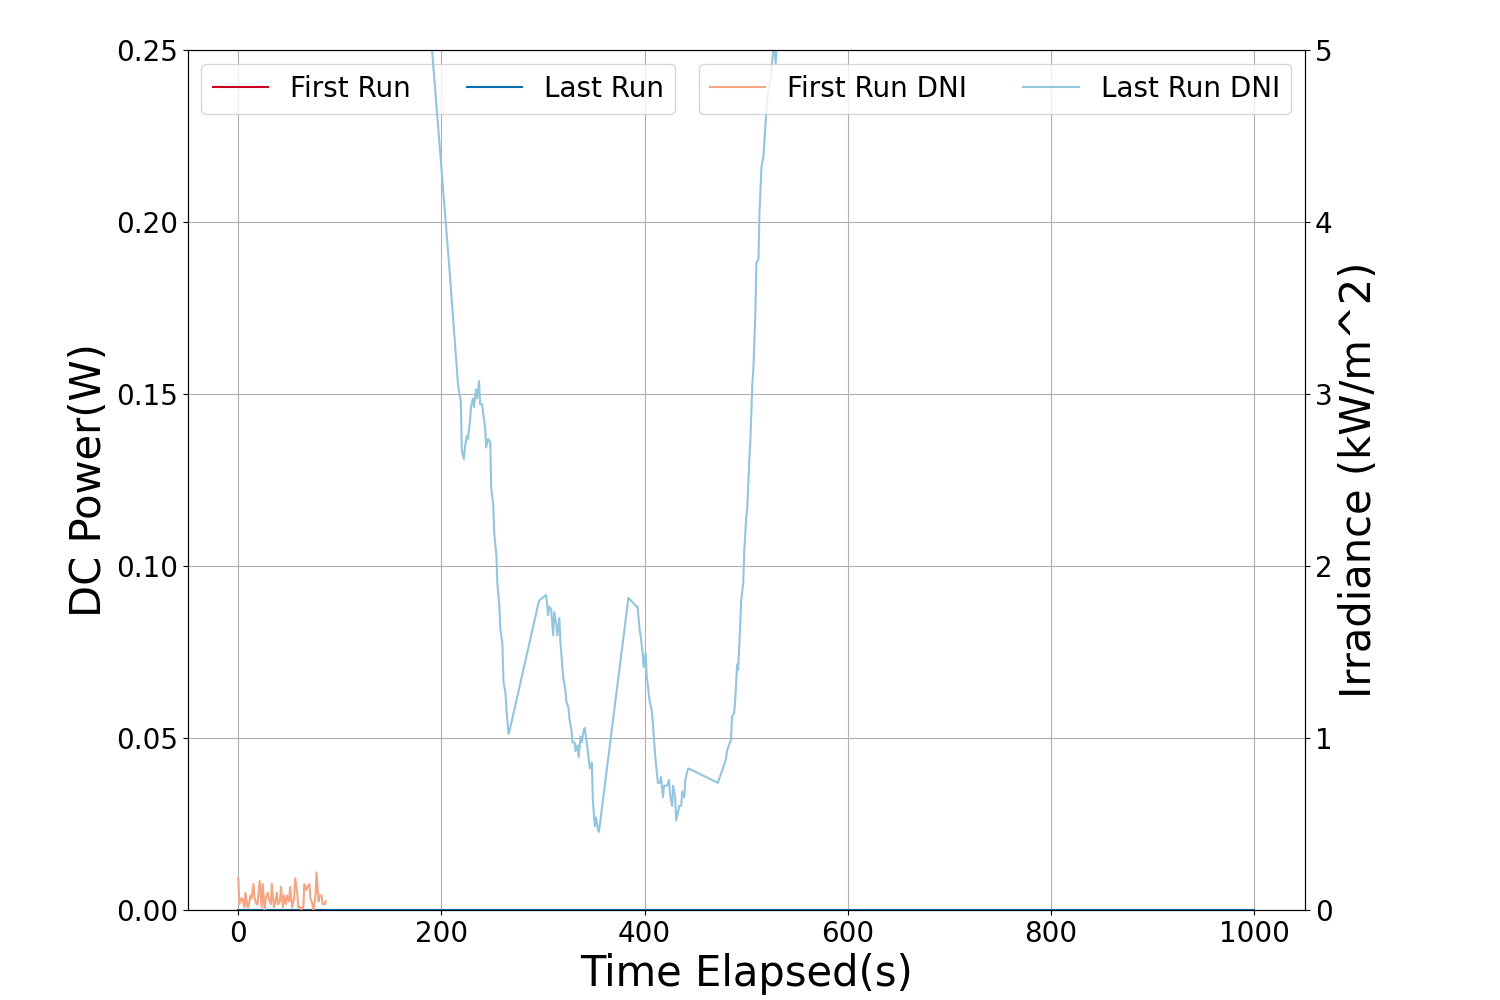 First Run
Last Run
First Run DNI
Last Run DNI
DC Power(W)
0.25
0.20
0.15
0.10
0.05
0.00
Irradiance (kW/m^2)
5
4
3
2
1
0
0 200 400 600 800 1000
Time Elapsed(s)